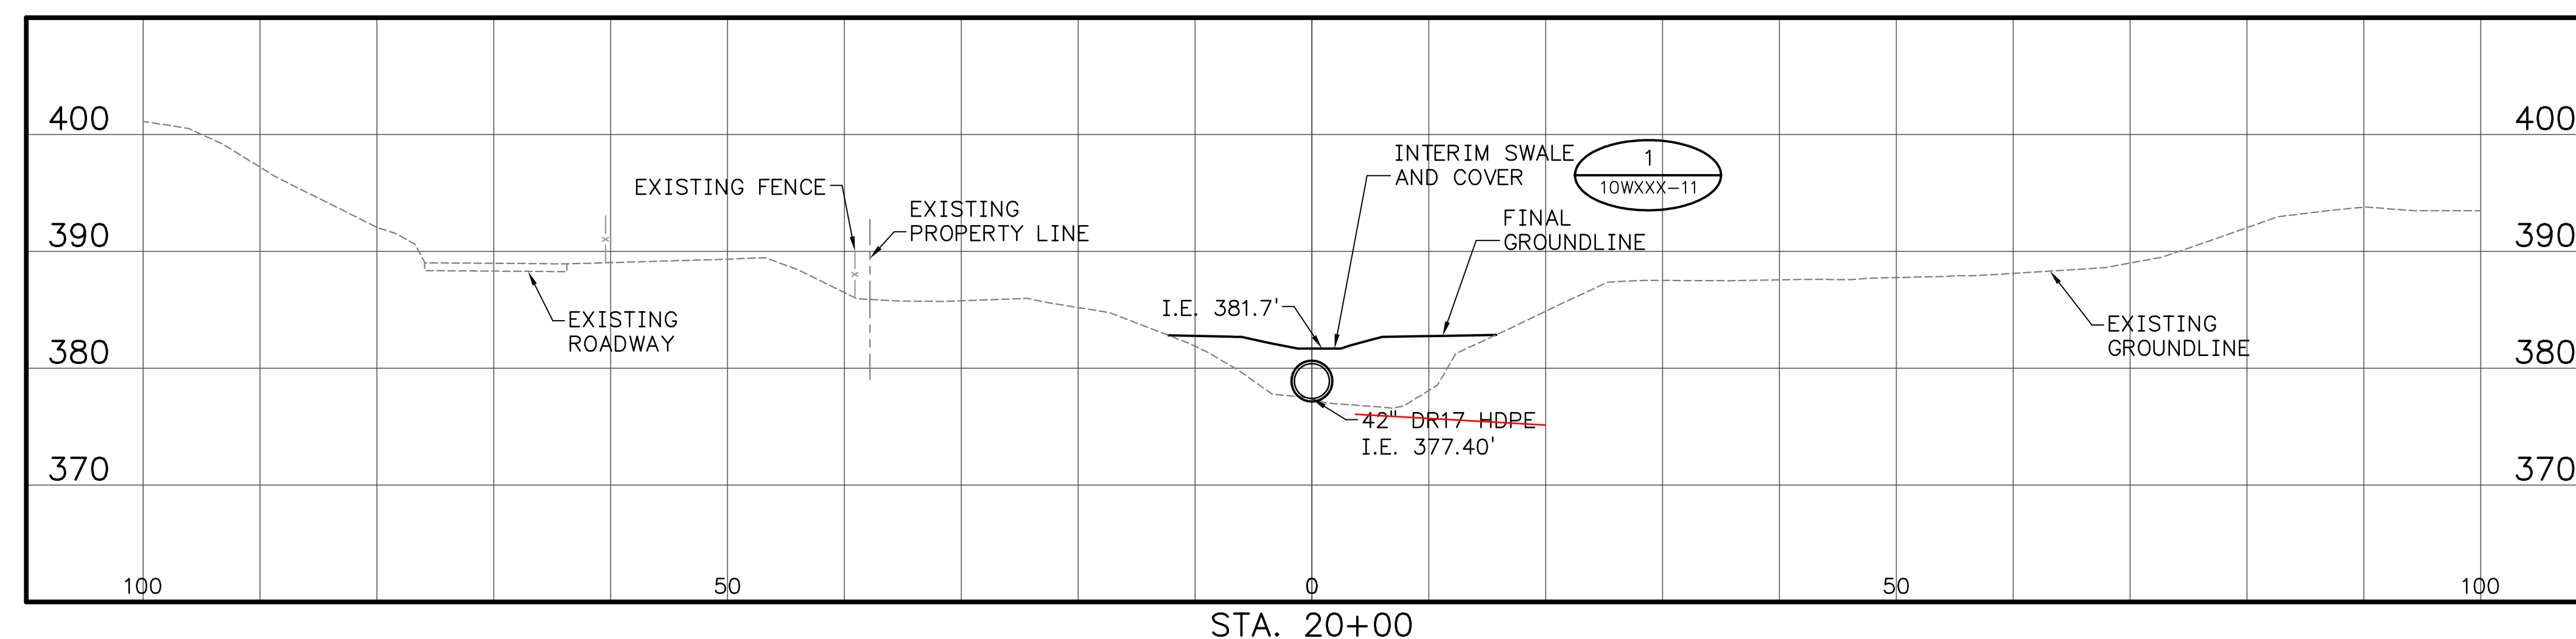 400
400
INTERIM SWALE
AND COVER
1
10WXXX-11
EXISTING FENCE
EXISTING
PROPERTY LINE
FINAL
GROUNDLINE
390
390
I.E. 381.7'
EXISTING
ROADWAY
EXISTING
GROUNDLINE
380
380
42" DR17 HDPE
I.E. 377.40'
370
370
100
50
0
50
100
STA. 20+00